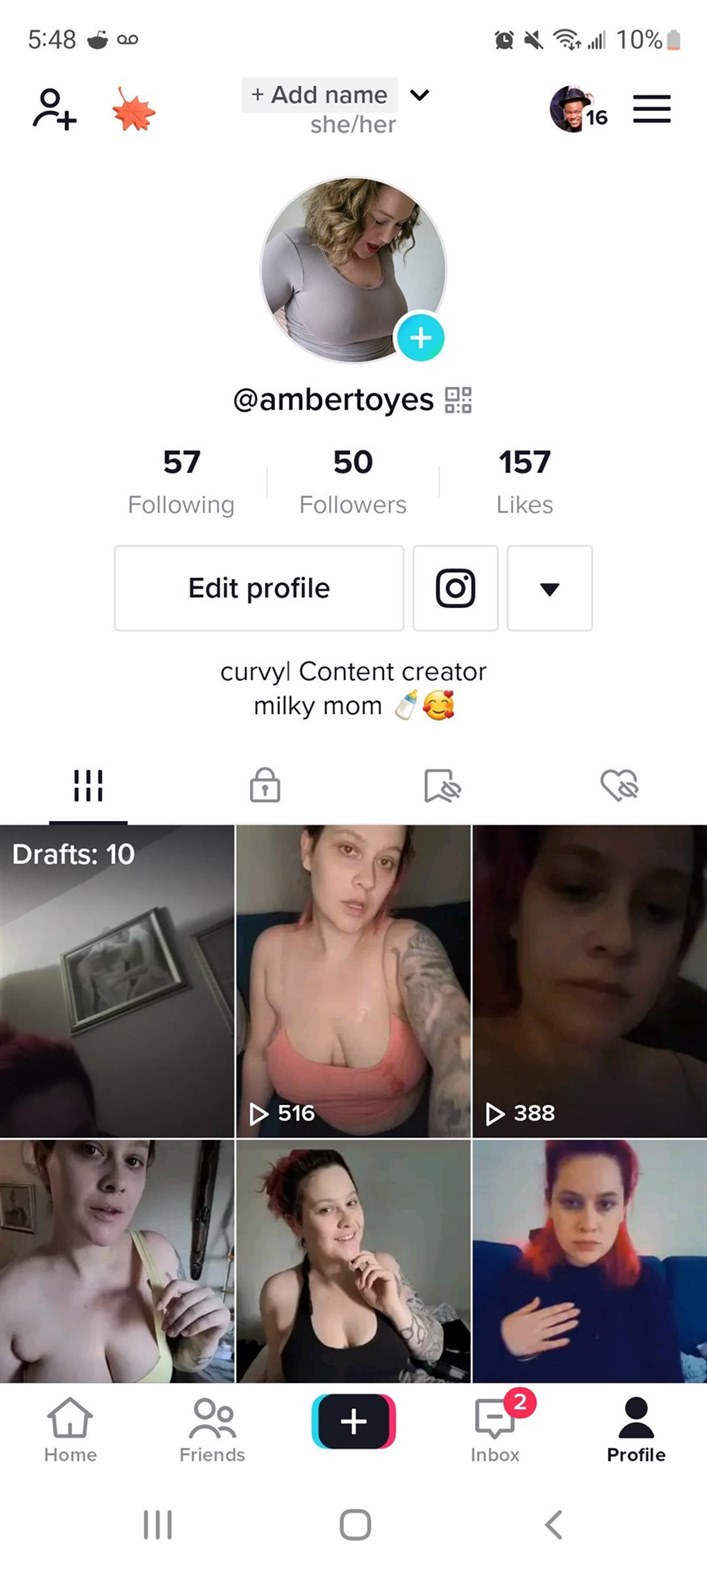 5:48 10%
+ Add name
she/her
16
@ambertoyes
57 50 157
Following Followers Likes
Edit profile
curvy| Content creator
milky mom 🍼🥰
Drafts: 10
516 388
2
Home Friends Inbox Profile